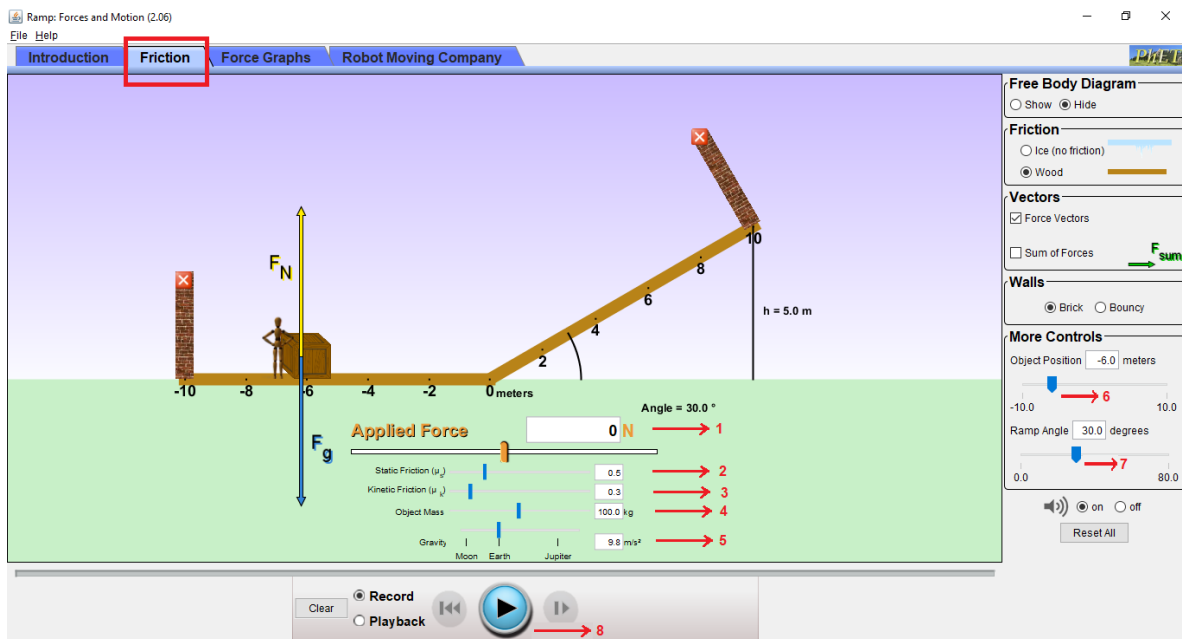 Ramp: Forces and Motion (2.06)
File Help
Introduction Friction Force Graphs Robot Moving Company
PhET
Free Body Diagram
Show Hide
Friction
Ice (no friction)
Wood
Vectors
Force Vectors
Sum of Forces F sum
Walls
Brick Bouncy
More Controls
Object Position -6.0 meters
6
-10.0 10.0
Ramp Angle 30.0 degrees
7
0.0 80.0
on off
Reset All
F N
F g
-10 -8 -6 -4 -2 0 meters
2
4
6
8
10
h = 5.0 m
Angle = 30.0 °
Applied Force 0 N 1
Static Friction (μ s) 0.5 2
Kinetic Friction (μ k) 0.3 3
Object Mass 100.0 kg 4
Gravity 9.8 m/s² 5
Moon Earth Jupiter
Clear
Record
Playback
8